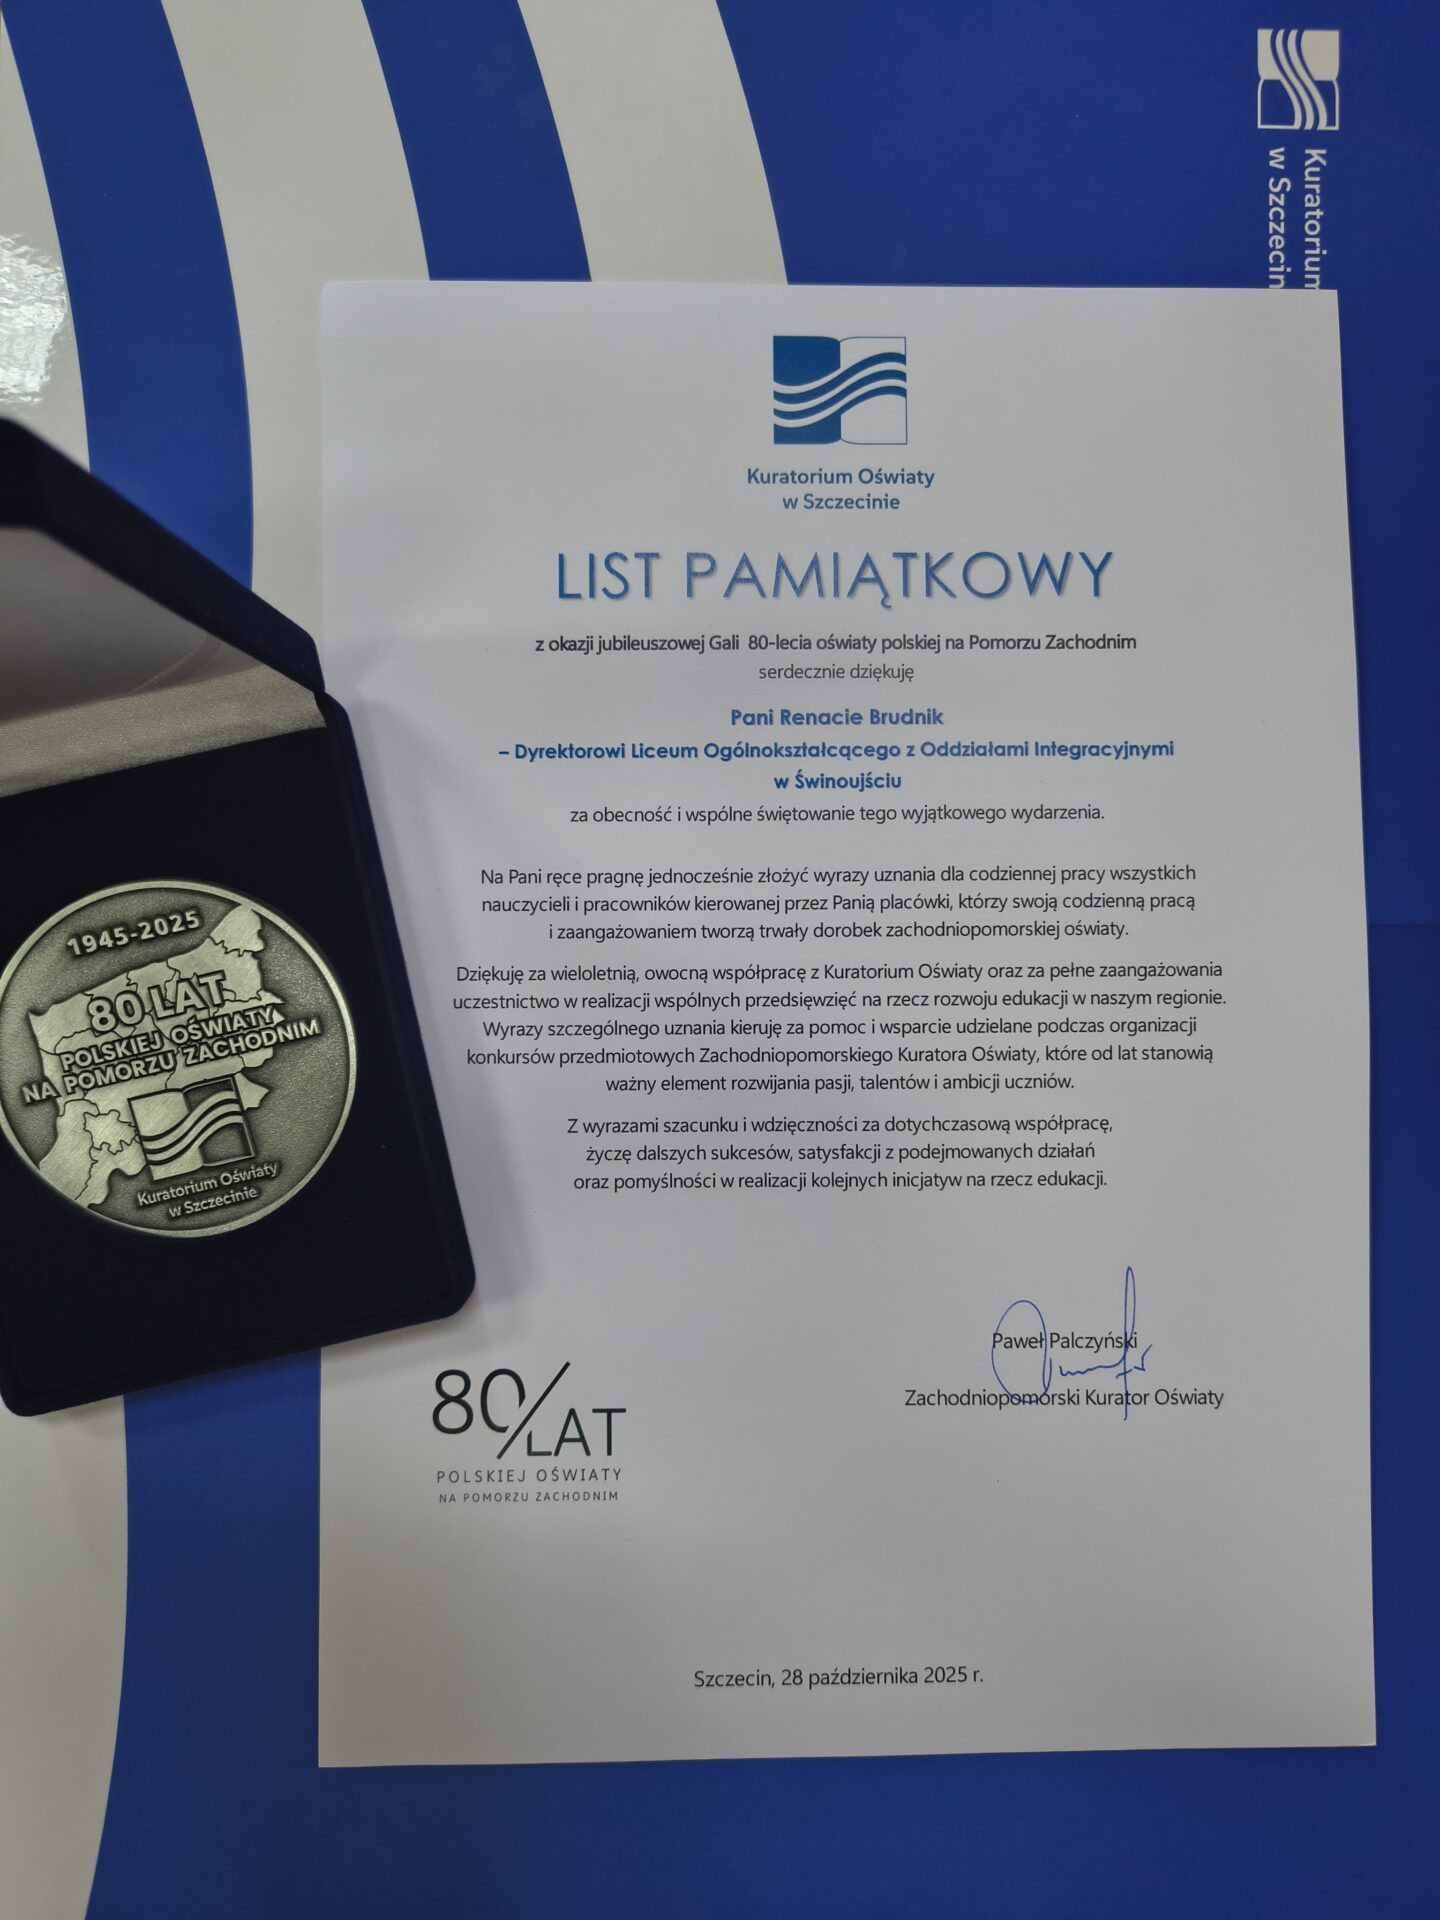 Kuratorium
w Szczecin
Kuratorium Oświaty
w Szczecinie
LIST PAMIĄTKOWY
z okazji jubileuszowej Gali 80-lecia oświaty polskiej na Pomorzu Zachodnim
serdecznie dziękuję
Pani Renacie Brudnik
– Dyrektorowi Liceum Ogólnokształcącego z Oddziałami Integracyjnymi
w Świnoujściu
za obecność i wspólne świętowanie tego wyjątkowego wydarzenia.
Na Pani ręce pragnę jednocześnie złożyć wyrazy uznania dla codziennej pracy wszystkich
nauczycieli i pracowników kierowanej przez Panią placówki, którzy swoją codzienną pracą
i zaangażowaniem tworzą trwały dorobek zachodniopomorskiej oświaty.
Dziękuję za wieloletnią, owocną współpracę z Kuratorium Oświaty oraz za pełne zaangażowania
uczestnictwo w realizacji wspólnych przedsięwzięć na rzecz rozwoju edukacji w naszym regionie.
Wyrazy szczególnego uznania kieruję za pomoc i wsparcie udzielane podczas organizacji
konkursów przedmiotowych Zachodniopomorskiego Kuratora Oświaty, które od lat stanowią
ważny element rozwijania pasji, talentów i ambicji uczniów.
Z wyrazami szacunku i wdzięczności za dotychczasową współpracę,
życzę dalszych sukcesów, satysfakcji z podejmowanych działań
oraz pomyślności w realizacji kolejnych inicjatyw na rzecz edukacji.
Paweł Palczyński
Zachodniopomorski Kurator Oświaty
80 LAT
POLSKIEJ OŚWIATY
NA POMORZU ZACHODNIM
Szczecin, 28 października 2025 r.
1945-2025
80 LAT
POLSKIEJ OŚWIATY
NA POMORZU ZACHODNIM
Kuratorium Oświaty
w Szczecinie